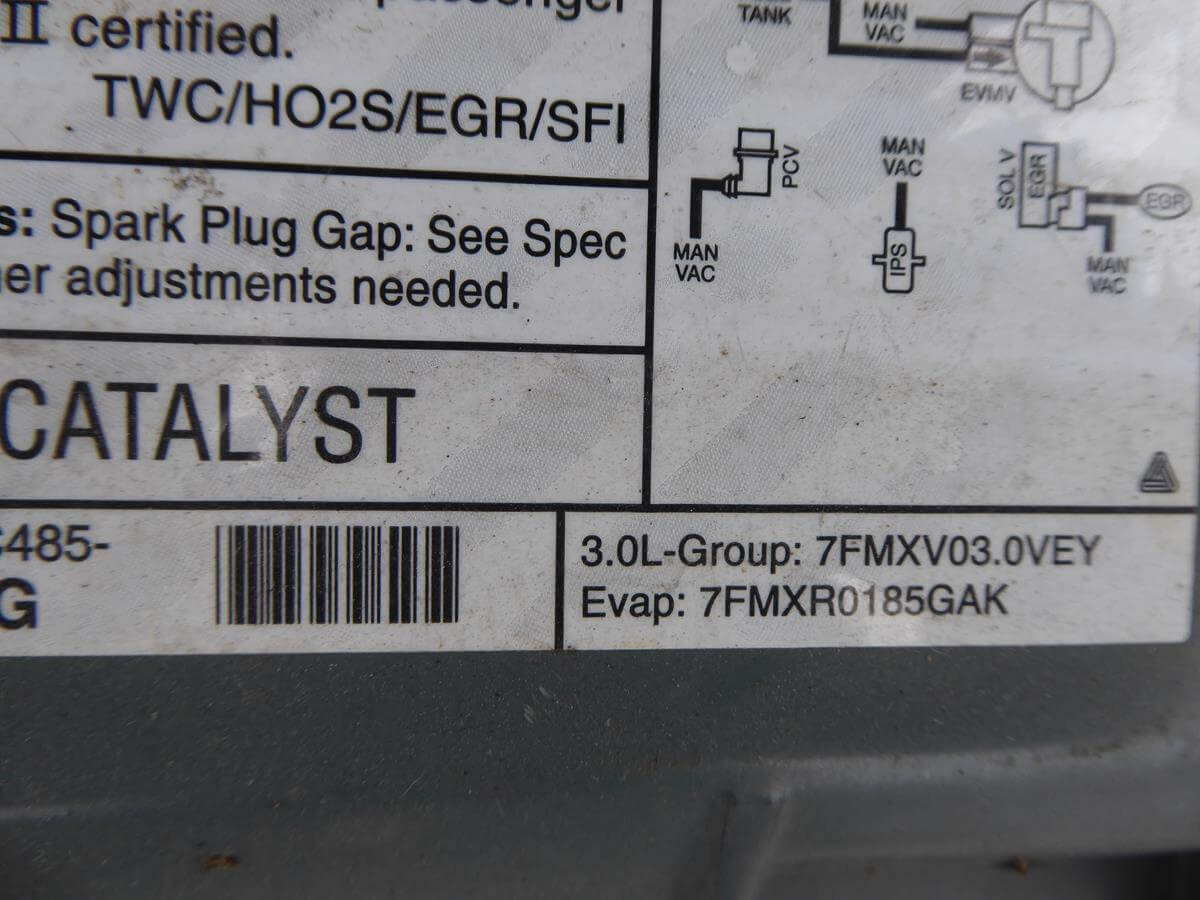 II certified.
TWC/HO2S/EGR/SFI
s: Spark Plug Gap: See Spec
her adjustments needed.
CATALYST
485-
G
TANK
MAN
VAC
EVMV
PCV
MAN
VAC
MAN
VAC
IPS
SOL V
EGR
EGR
MAN
VAC
3.0L-Group: 7FMXV03.0VEY
Evap: 7FMXR0185GAK